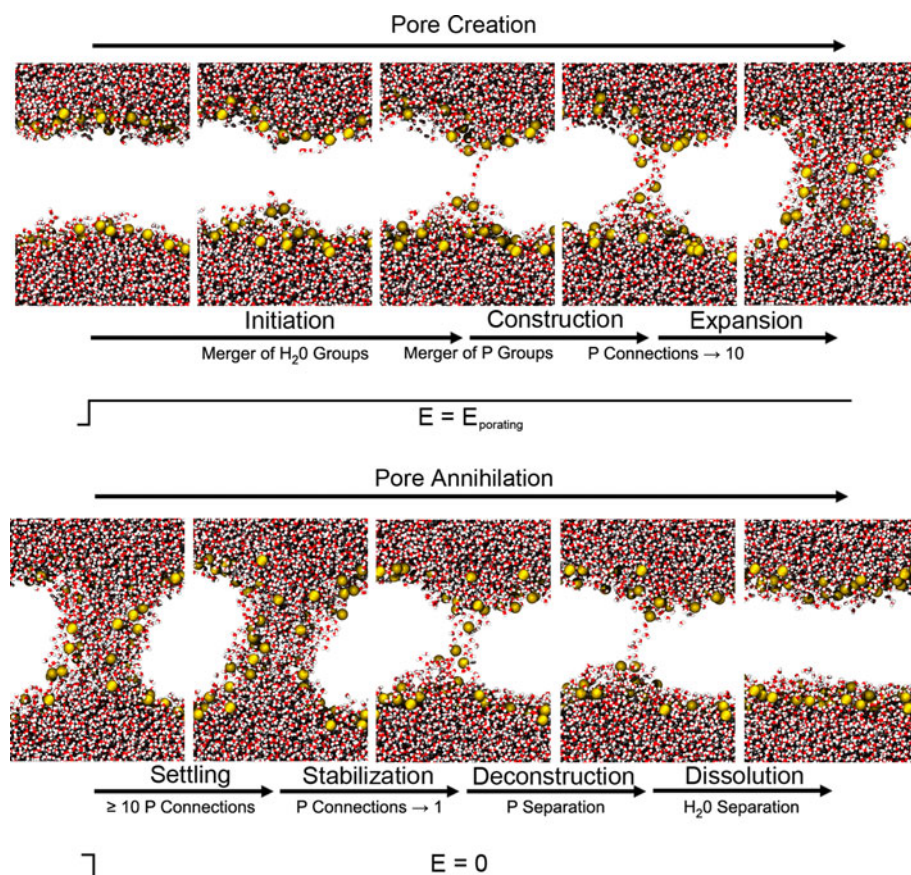 Pore Creation
Initiation Construction Expansion
Merger of H₂0 Groups Merger of P Groups P Connections → 10
E = E porating
Pore Annihilation
Settling Stabilization Deconstruction Dissolution
≥ 10 P Connections P Connections → 1 P Separation H₂0 Separation
E = 0